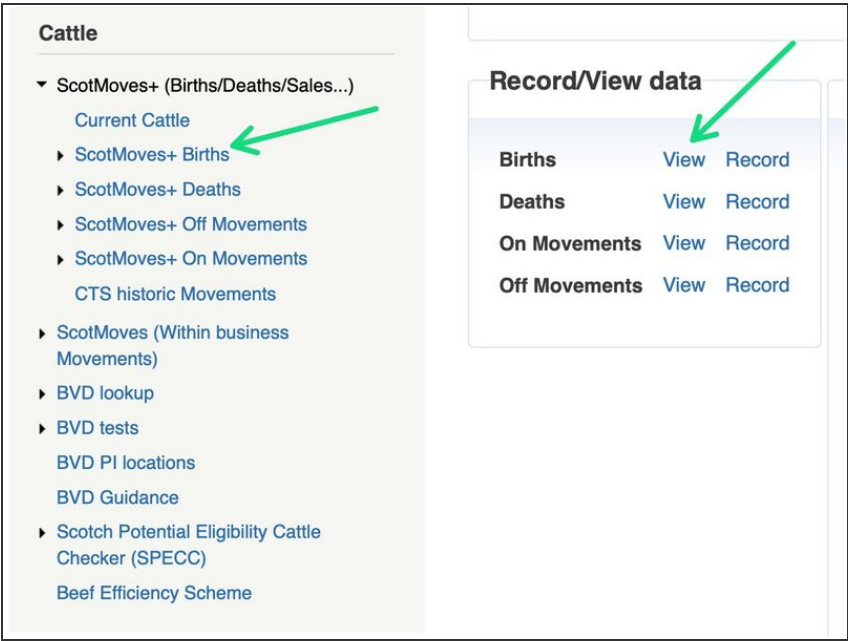 Cattle
ScotMoves+ (Births/Deaths/Sales...)
Current Cattle
ScotMoves+ Births
ScotMoves+ Deaths
ScotMoves+ Off Movements
ScotMoves+ On Movements
CTS historic Movements
ScotMoves (Within business
Movements)
BVD lookup
BVD tests
BVD PI locations
BVD Guidance
Scotch Potential Eligibility Cattle
Checker (SPECC)
Beef Efficiency Scheme
Record/View data
Births View Record
Deaths View Record
On Movements View Record
Off Movements View Record